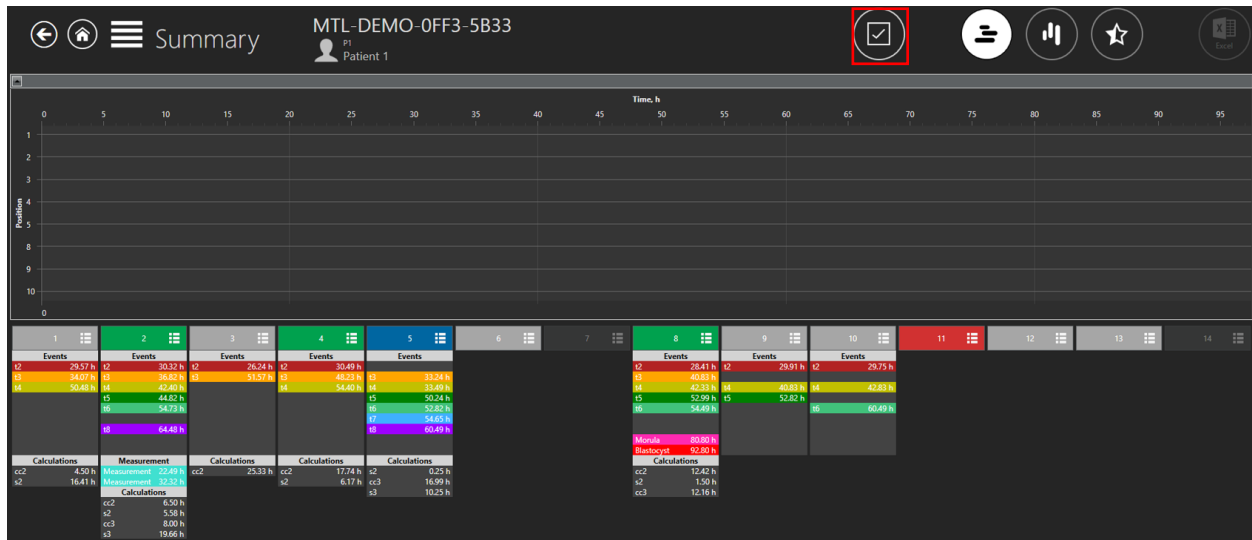 Summary
MTL-DEMO-0FF3-5B33
P1
Patient 1
Excel
Time, h
0 5 10 15 20 25 30 35 40 45 50 55 60 65 70 75 80 85 90 95
Position
1
2
3
4
5
8
9
10
0
1 2 3 4 5 6 7 8 9 10 11 12 13 14
Events Events Events Events Events Events Events Events
t2 29.57 h t2 30.32 h t2 26.24 h t2 30.49 h t2 28.41 h t2 29.91 h t2 29.75 h
t3 34.07 h t3 36.82 h t3 51.57 h t3 48.23 h t3 33.24 h t3 40.83 h
t4 50.48 h t4 42.40 h t4 54.40 h t4 33.49 h t4 42.33 h t4 40.83 h t4 42.83 h
t5 44.82 h t5 50.24 h t5 52.99 h t5 52.82 h
t6 54.73 h t6 52.82 h t6 54.49 h t6 60.49 h
t7 54.65 h
t8 64.48 h t8 60.49 h
Morula 80.80 h
Blastocyst 92.80 h
Calculations Measurement Calculations Calculations Calculations Calculations
cc2 4.50 h Measurement 22.49 h cc2 25.33 h cc2 17.74 h s2 0.25 h cc2 12.42 h
s2 16.41 h Measurement 32.32 h s2 6.17 h cc3 16.99 h s2 1.50 h
Calculations s3 10.25 h cc3 12.16 h
cc2 6.50 h
s2 5.58 h
cc3 8.00 h
s3 19.66 h